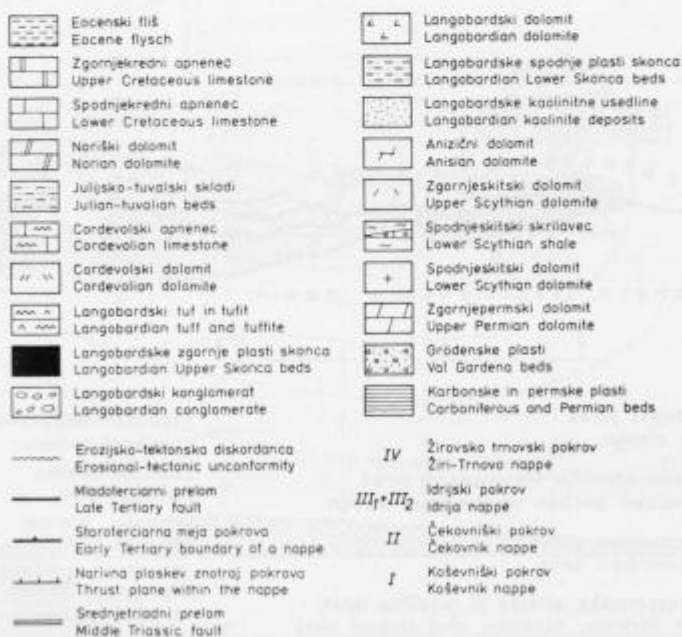 Eocenski fliš
Eocene flysch
Zgornjekredni apnenec
Upper Cretaceous limestone
Spodnjekredni apnenec
Lower Cretaceous limestone
Noriški dolomit
Norian dolomite
Julijsko-tuvalski skladi
Julian-tuvalian beds
Cordevolski apnenec
Cordevolian limestone
Cordevolski dolomit
Cordevolian dolomite
Langobardski tuf in tufit
Langobardian tuff and tuffite
Langobardske zgornje plasti skonca
Langobardian Upper Skonca beds
Langobardski konglomerat
Langobardian conglomerate
Erozijsko-tektonska diskordanca
Erosional-tectonic unconformity
Mladoterciarni prelom
Late Tertiary fault
Staroterciarna meja pokrova
Early Tertiary boundary of a nappe
Narivna ploskev znotraj pokrova
Thrust plane within the nappe
Srednjetriadni prelom
Middle Triassic fault
Langobardski dolomit
Langobardian dolomite
Langobardske spodnje plasti skonca
Langobardian Lower Skonca beds
Langobardske kaolinitne usedline
Langobardian kaolinite deposits
Anizični dolomit
Anisian dolomite
Zgornjeskitski dolomit
Upper Scythian dolomite
Spodnjeskitski skrilavec
Lower Scythian shale
Spodnjeskitski dolomit
Lower Scythian dolomite
Zgornjepermski dolomit
Upper Permian dolomite
Grödenske plasti
Val Gardena beds
Karbonske in permske plasti
Carboniferous and Permian beds
IV Žirovsko trnovski pokrov
Žiri-Trnovo nappe
III1+III2 Idrijski pokrov
Idrija nappe
II Čekovniški pokrov
Čekovnik nappe
I Koševniški pokrov
Koševnik nappe